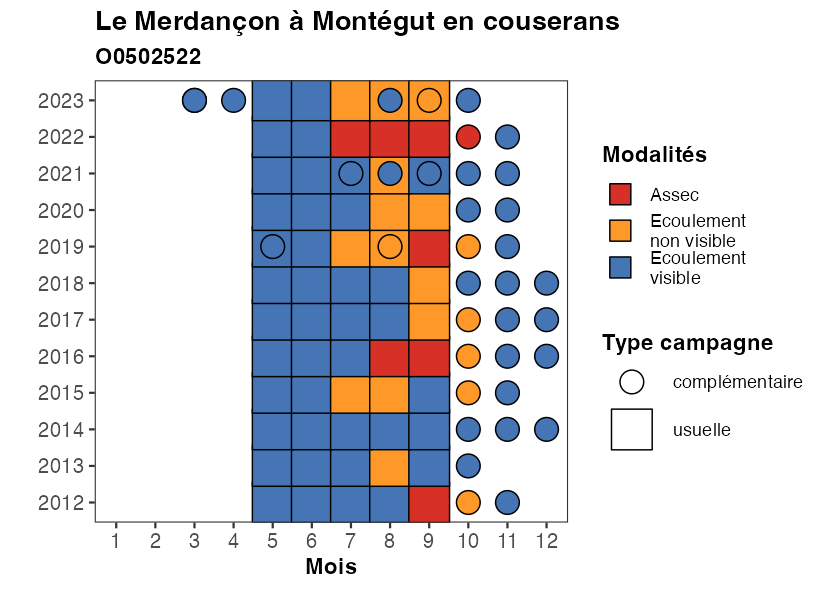 Le Merdançon à Montégut en couserans
O0502522
2023
2022
2021
2020
2019
2018
2017
2016
2015
2014
2013
2012
1 2 3 4 5 6 7 8 9 10 11 12
Mois
Modalités
Assec
Ecoulement
non visible
Ecoulement
visible
Type campagne
complémentaire
usuelle